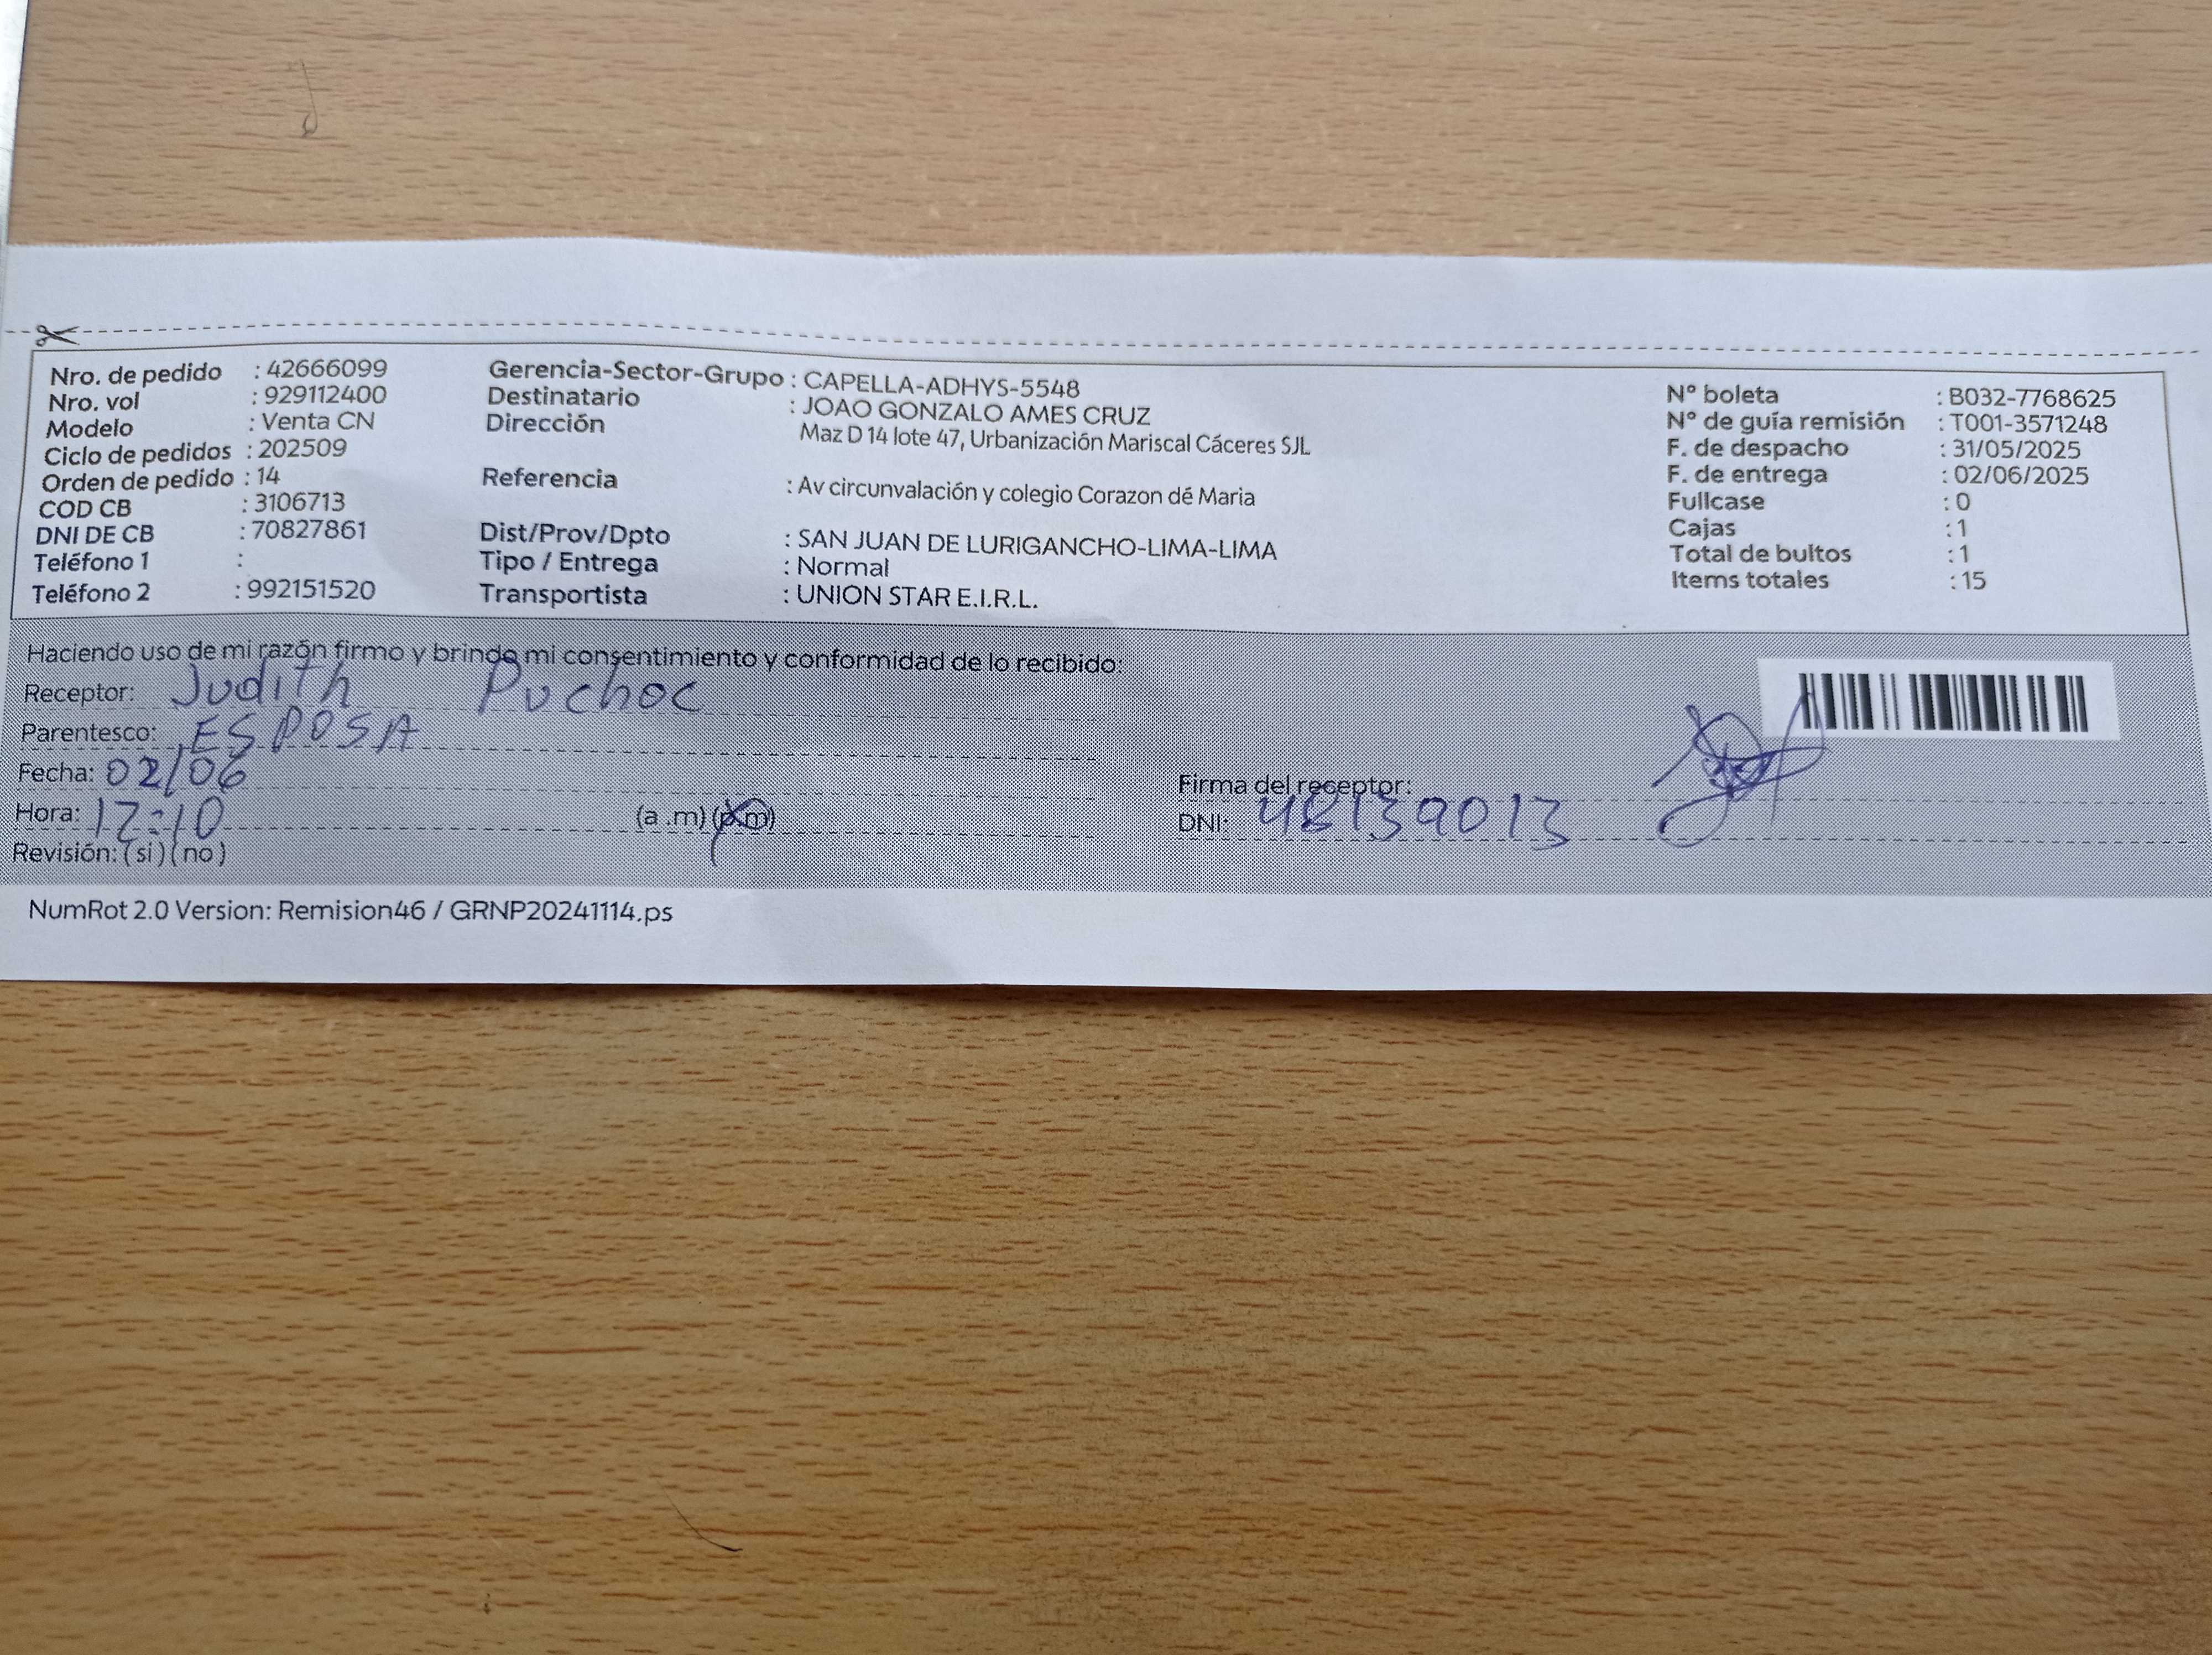 Nro. de pedido : 42666099
Nro. vol : 929112400
Modelo : Venta CN
Ciclo de pedidos : 202509
Orden de pedido : 14
COD CB : 3106713
DNI DE CB : 70827861
Teléfono 1 :
Teléfono 2 : 992151520
Gerencia-Sector-Grupo : CAPELLA-ADHYS-5548
Destinatario : JOAO GONZALO AMES CRUZ
Dirección Maz D 14 lote 47, Urbanización Mariscal Cáceres SJL
Referencia : Av circunvalación y colegio Corazon dé Maria
Dist/Prov/Dpto : SAN JUAN DE LURIGANCHO-LIMA-LIMA
Tipo / Entrega : Normal
Transportista : UNION STAR E.I.R.L.
Nº boleta : B032-7768625
Nº de guía remisión : T001-3571248
F. de despacho : 31/05/2025
F. de entrega : 02/06/2025
Fullcase : 0
Cajas : 1
Total de bultos : 1
Items totales : 15
Haciendo uso de mi razón firmo y brindo mi consentimiento y conformidad de lo recibido:
Receptor: Judith Puchoc
Parentesco: ESPOSA
Fecha: 02/06
Hora: 12:10 (a .m) (p.m)
Revisión: ( si ) ( no )
Firma del receptor:
DNI: 48139013
NumRot 2.0 Version: Remision46 / GRNP20241114.ps